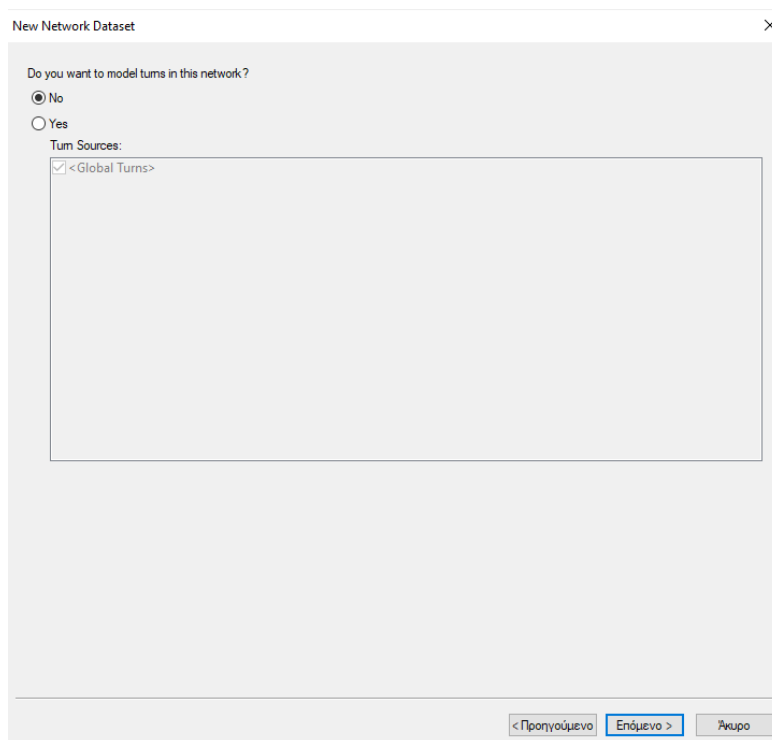 New Network Dataset
Do you want to model turns in this network?
No
Yes
Turn Sources:
<Global Turns>
< Προηγούμενο
Επόμενο >
Άκυρο